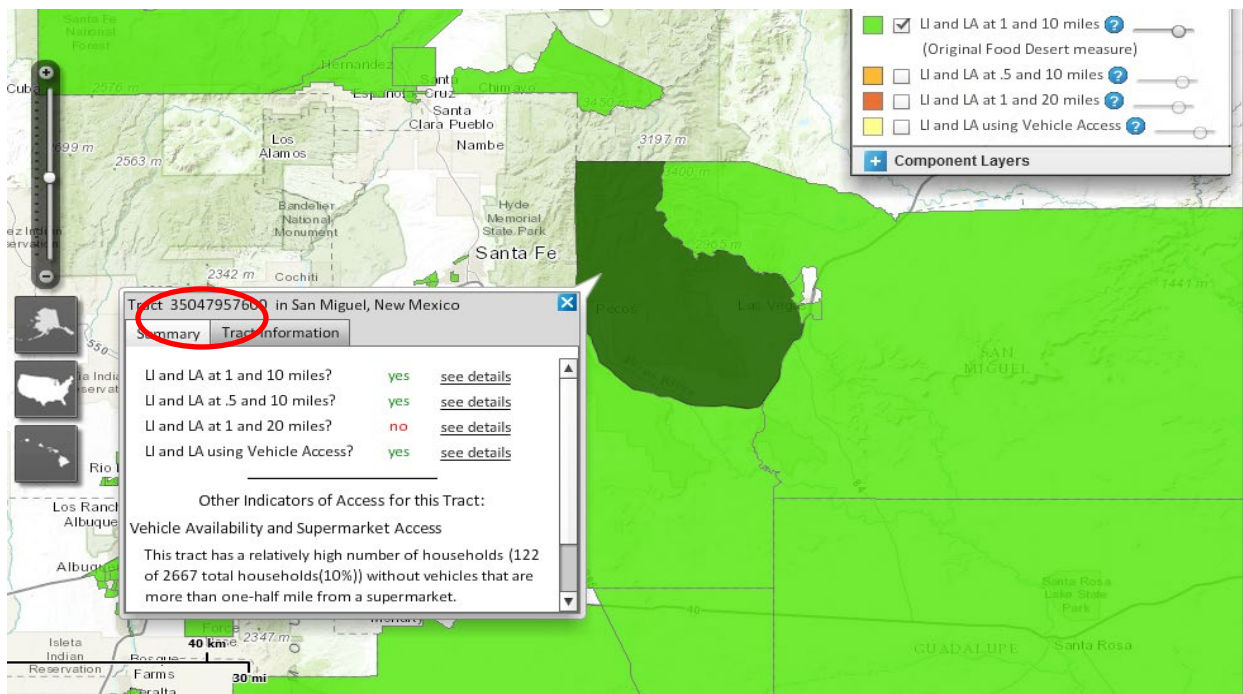 LI and LA at 1 and 10 miles ?
(Original Food Desert measure)
LI and LA at .5 and 10 miles ?
LI and LA at 1 and 20 miles ?
LI and LA using Vehicle Access ?
+ Component Layers
Santa Fe
National
Forest
Hernandez
Santa
Cruz
Chimayo
Cuba
2576 m
Espanola
3450 m
Santa
Clara Pueblo
Nambe
3197 m
Los
Alamos
2563 m
3400 m
Bandelier
National
Monument
Hyde
Memorial
State Park
Santa Fe
2965 m
2342 m
Cochiti
1441 m
Pecos
Las Vegas
SAN
MIGUEL
Tract 35047957600 in San Miguel, New Mexico
Summary
Tract Information
LI and LA at 1 and 10 miles? yes see details
LI and LA at .5 and 10 miles? yes see details
LI and LA at 1 and 20 miles? no see details
LI and LA using Vehicle Access? yes see details
Other Indicators of Access for this Tract:
Vehicle Availability and Supermarket Access
This tract has a relatively high number of households (122
of 2667 total households(10%)) without vehicles that are
more than one-half mile from a supermarket.
550
Rio
Los Ranch
Albuque
Albuque
84
40
Santa Rosa
Lake State
Park
Santa Rosa
GUADALUPE
Isleta
Indian
Reservation
Force
Base
2347 m
40 km
30 mi
Bosque
Farms
Peralta